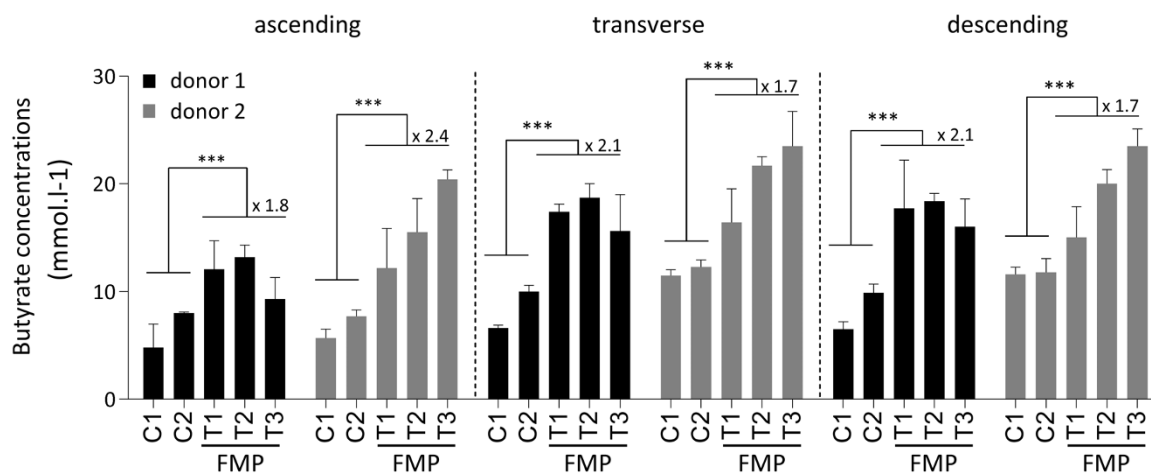 ascending transverse descending
Butyrate concentrations
(mmol.l-1)
30
20
10
0
donor 1
donor 2
*** x 1.8
*** x 2.4
*** x 2.1
*** x 1.7
*** x 2.1
*** x 1.7
C1 C2 T1 T2 T3 C1 C2 T1 T2 T3 C1 C2 T1 T2 T3 C1 C2 T1 T2 T3 C1 C2 T1 T2 T3 C1 C2 T1 T2 T3
FMP FMP FMP FMP FMP FMP